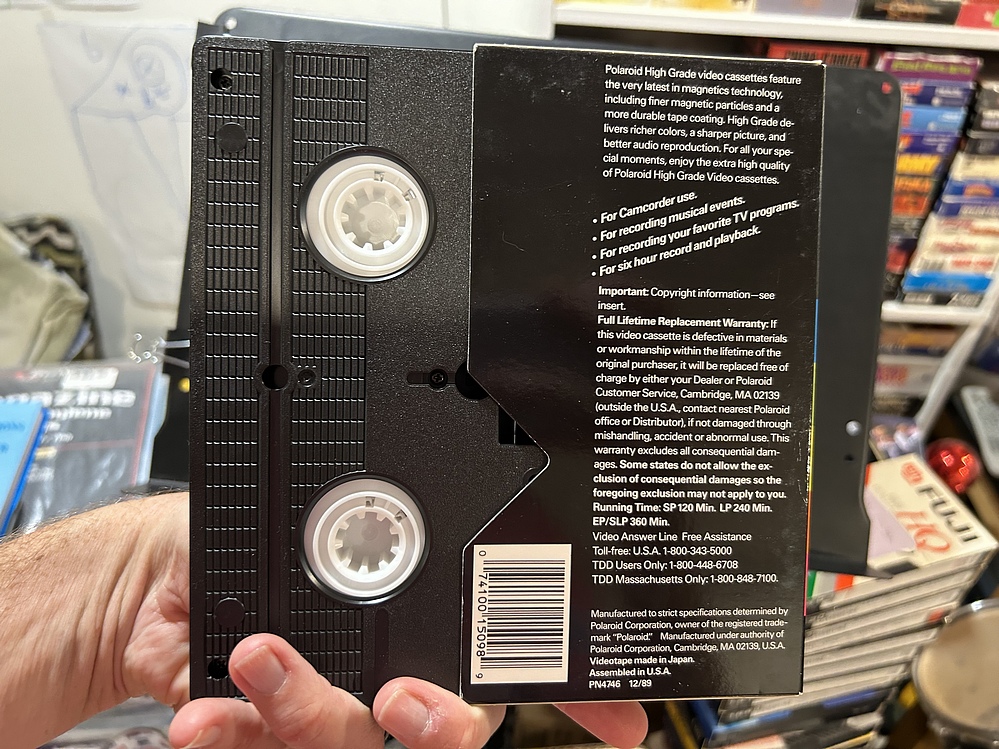 Polaroid High Grade video cassettes feature
the very latest in magnetics technology,
including finer magnetic particles and a
more durable tape coating. High Grade de-
livers richer colors, a sharper picture, and
better audio reproduction. For all your spe-
cial moments, enjoy the extra high quality
of Polaroid High Grade Video cassettes.
• For Camcorder use.
• For recording musical events.
• For recording your favorite TV programs.
• For six hour record and playback.
Important: Copyright information—see
insert.
Full Lifetime Replacement Warranty: If
this video cassette is defective in materials
or workmanship within the lifetime of the
original purchaser, it will be replaced free of
charge by either your Dealer or Polaroid
Customer Service, Cambridge, MA 02139
(outside the U.S.A., contact nearest Polaroid
office or Distributor), if not damaged through
mishandling, accident or abnormal use. This
warranty excludes all consequential dam-
ages. Some states do not allow the ex-
clusion of consequential damages so the
foregoing exclusion may not apply to you.
Running Time: SP 120 Min. LP 240 Min.
EP/SLP 360 Min.
Video Answer Line Free Assistance
Toll-free: U.S.A. 1-800-343-5000
TDD Users Only: 1-800-448-6708
TDD Massachusetts Only: 1-800-848-7100.
Manufactured to strict specifications determined by
Polaroid Corporation, owner of the registered trade-
mark “Polaroid.” Manufactured under authority of
Polaroid Corporation, Cambridge, MA 02139, U.S.A.
Videotape made in Japan.
Assembled in U.S.A.
PN4746 12/89
0 74100 15098 9
FUJI
HQ